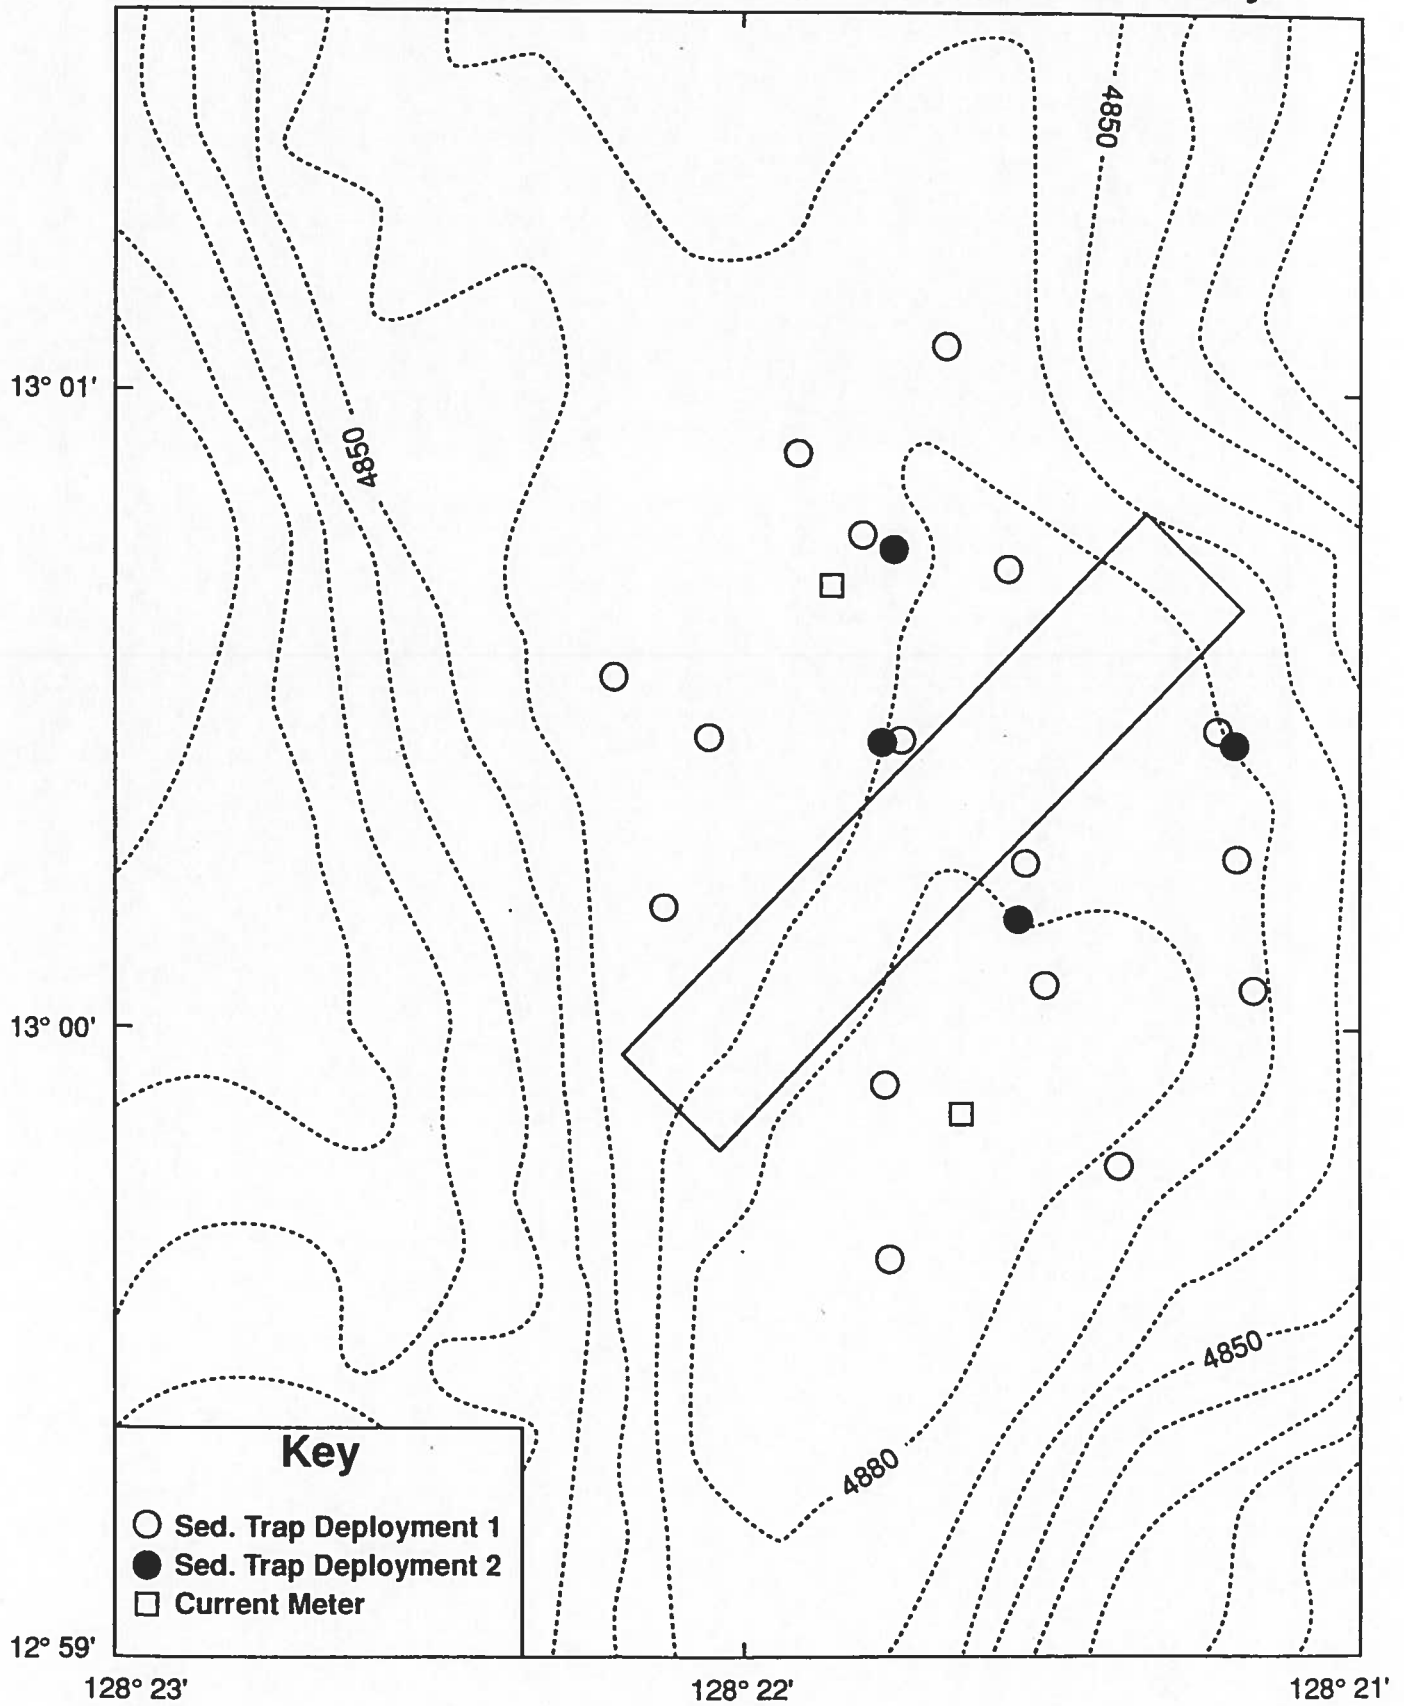 4850
13° 01'
4850
13° 00'
4850
4880
Key
Sed. Trap Deployment 1
Sed. Trap Deployment 2
Current Meter
12° 59'
128° 23'
128° 22'
128° 21'